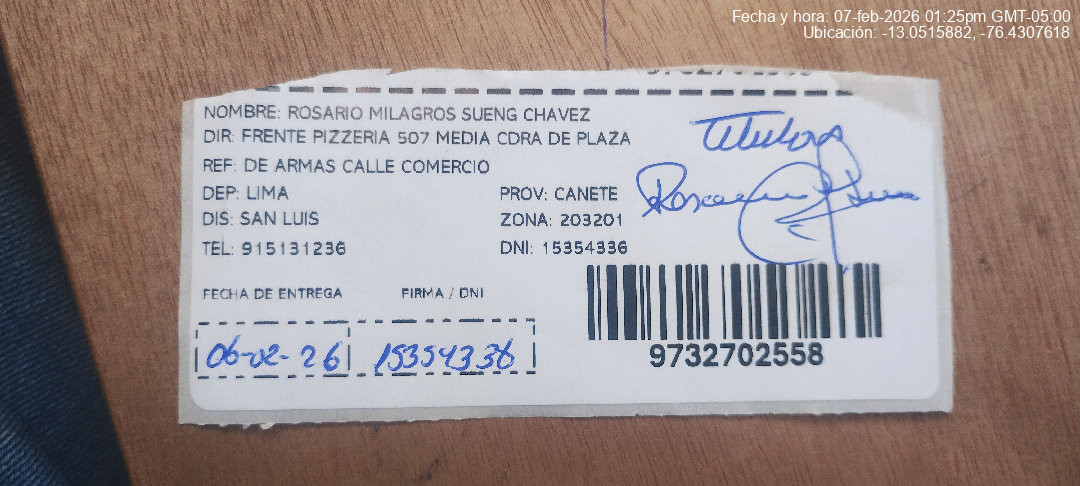 Fecha y hora: 07-feb-2026 01:25pm GMT-05:00
Ubicación: -13.0515882, -76.4307618
NOMBRE: ROSARIO MILAGROS SUENG CHAVEZ
DIR: FRENTE PIZZERIA 507 MEDIA CDRA DE PLAZA
REF: DE ARMAS CALLE COMERCIO
DEP: LIMA PROV: CANETE
DIS: SAN LUIS ZONA: 203201
TEL: 915131236 DNI: 15354336
FECHA DE ENTREGA FIRMA / DNI
06-02-26 15354336
9732702558